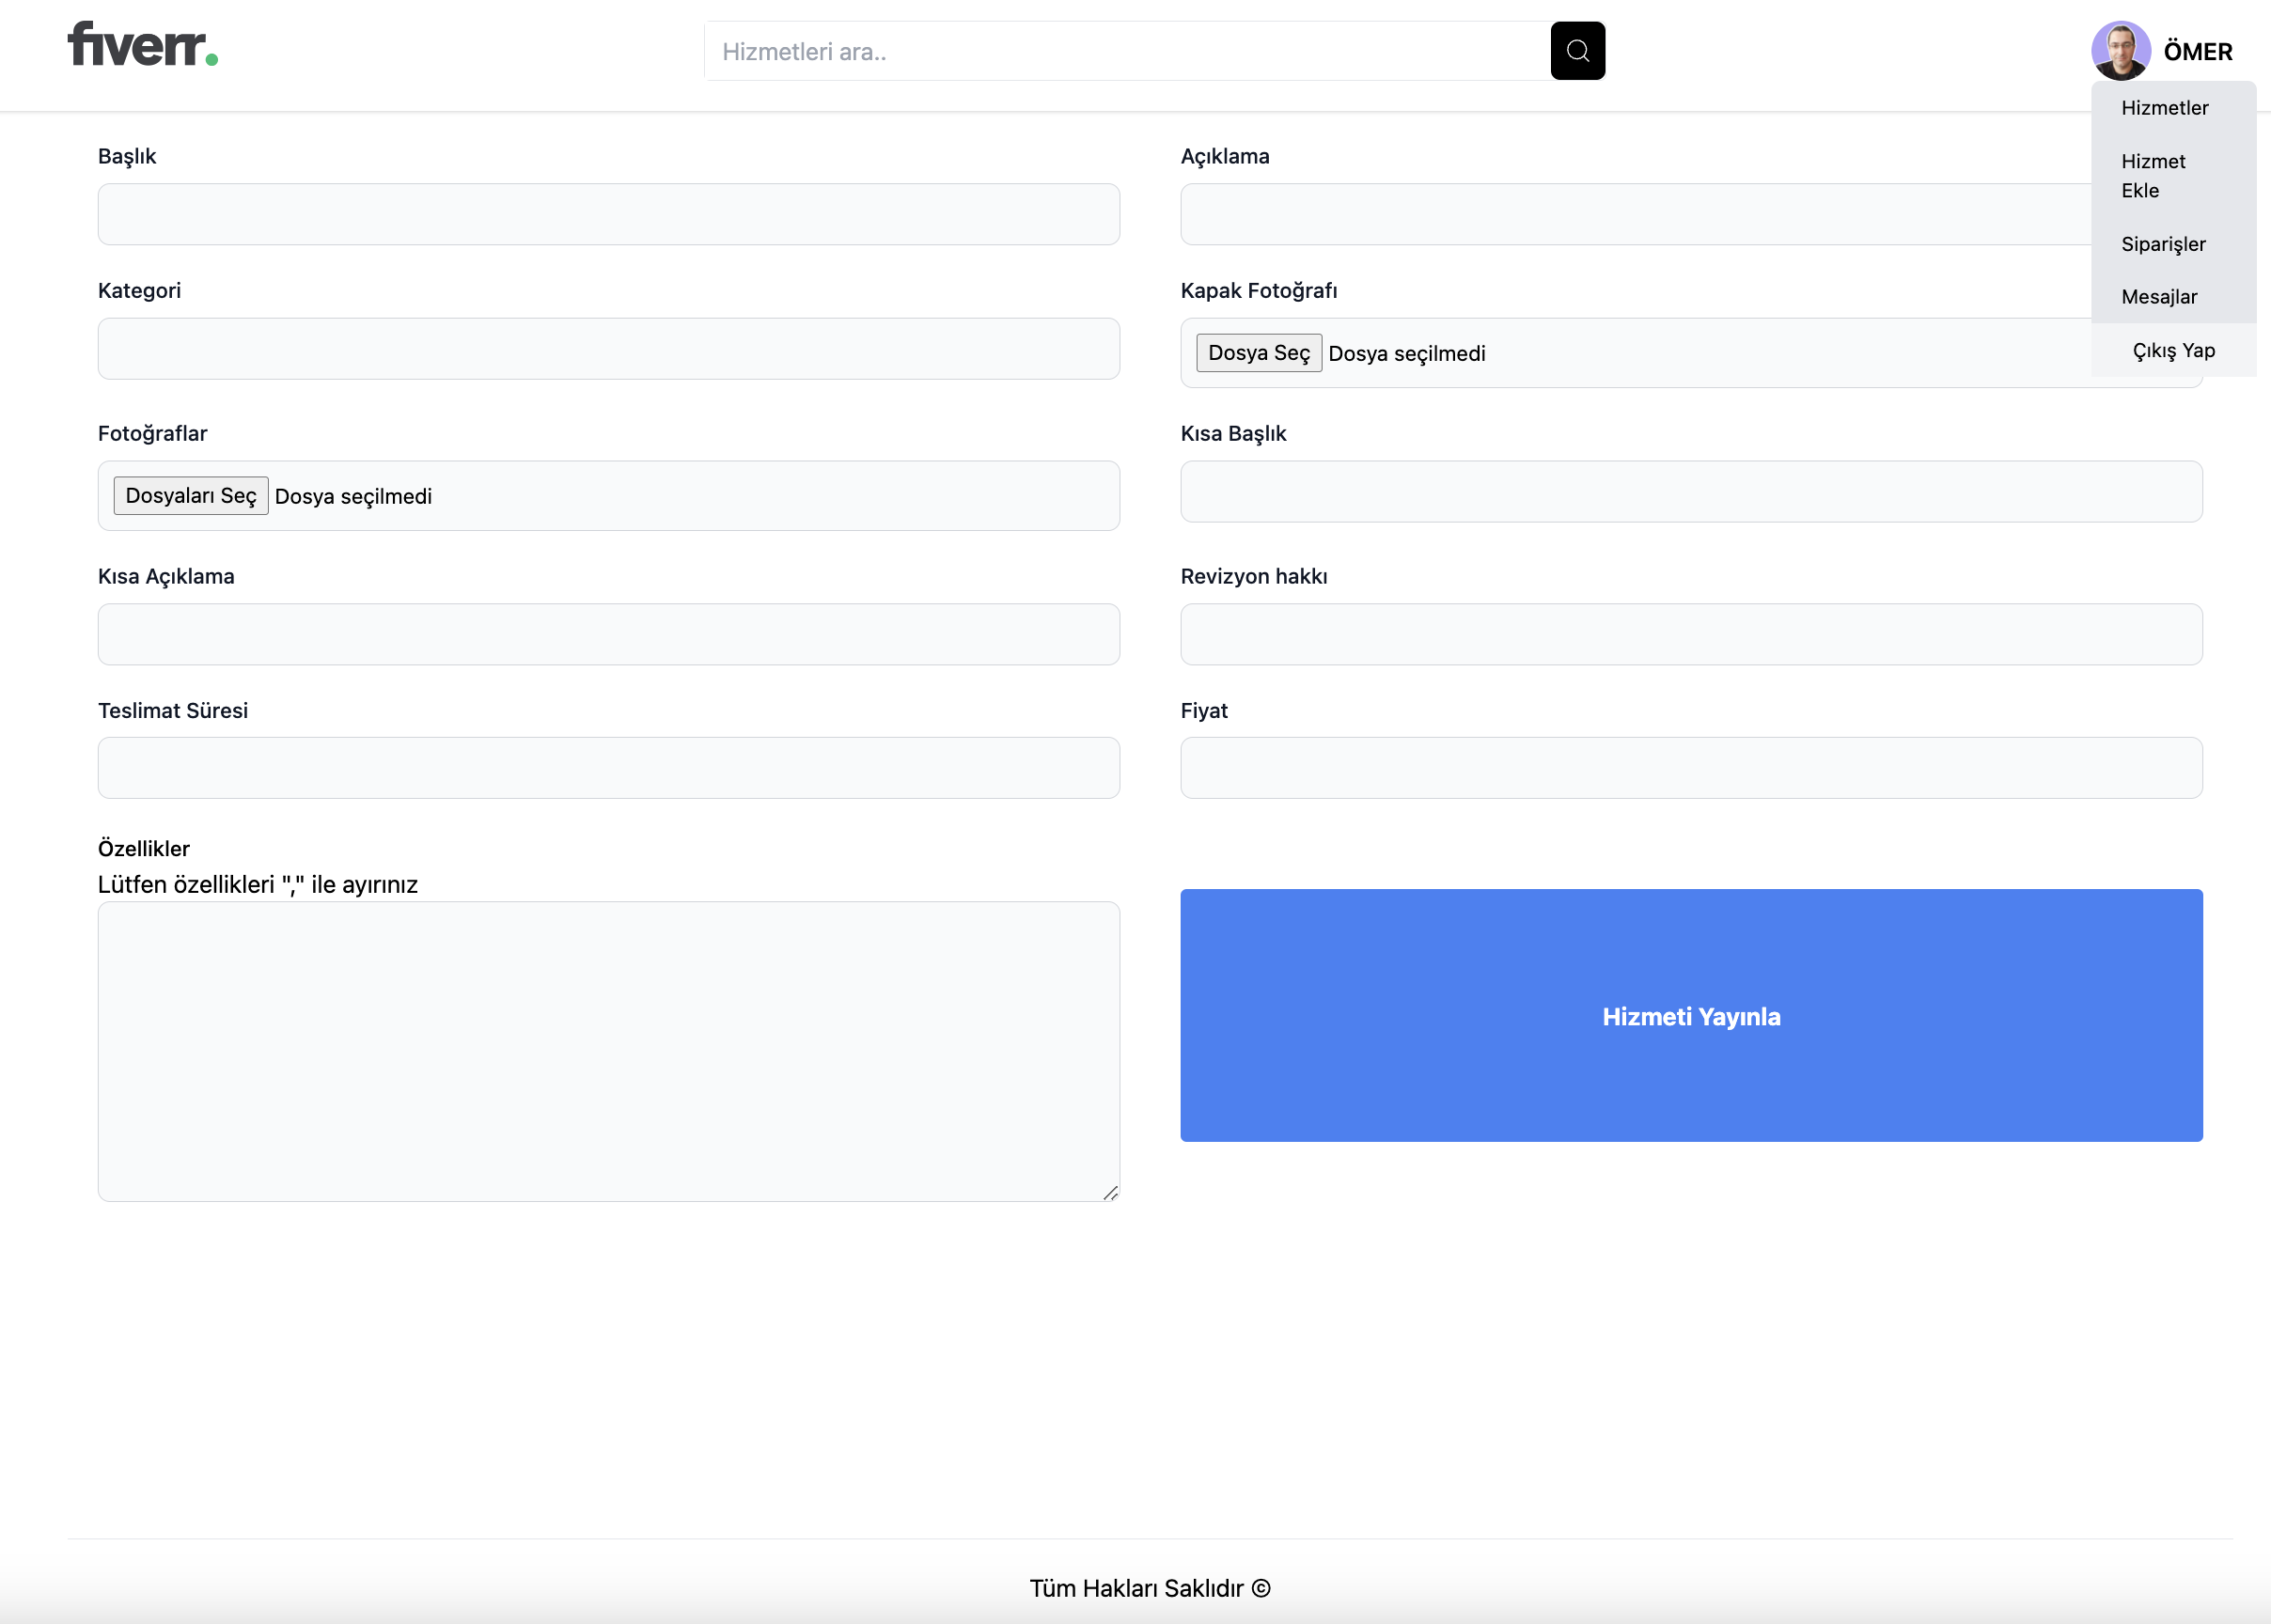 fiverr.
Hizmetleri ara..
ÖMER
Hizmetler
Hizmet
Ekle
Siparişler
Mesajlar
Çıkış Yap
Başlık
Açıklama
Kategori
Kapak Fotoğrafı
Dosya Seç Dosya seçilmedi
Fotoğraflar
Dosyaları Seç Dosya seçilmedi
Kısa Başlık
Kısa Açıklama
Revizyon hakkı
Teslimat Süresi
Fiyat
Özellikler
Lütfen özellikleri "," ile ayırınız
Hizmeti Yayınla
Tüm Hakları Saklıdır ©